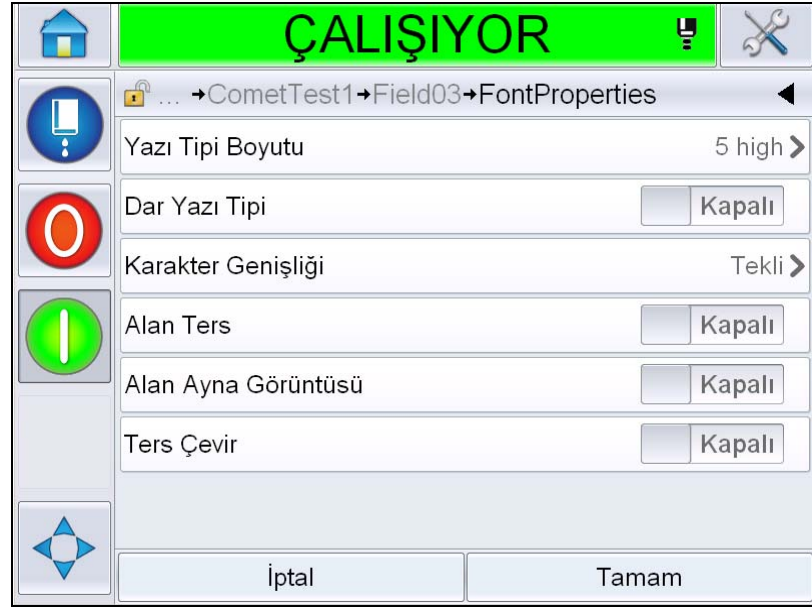 ÇALIŞIYOR
... →CometTest1→Field03→FontProperties
Yazı Tipi Boyutu 5 high
Dar Yazı Tipi Kapalı
Karakter Genişliği Tekli
Alan Ters Kapalı
Alan Ayna Görüntüsü Kapalı
Ters Çevir Kapalı
İptal Tamam